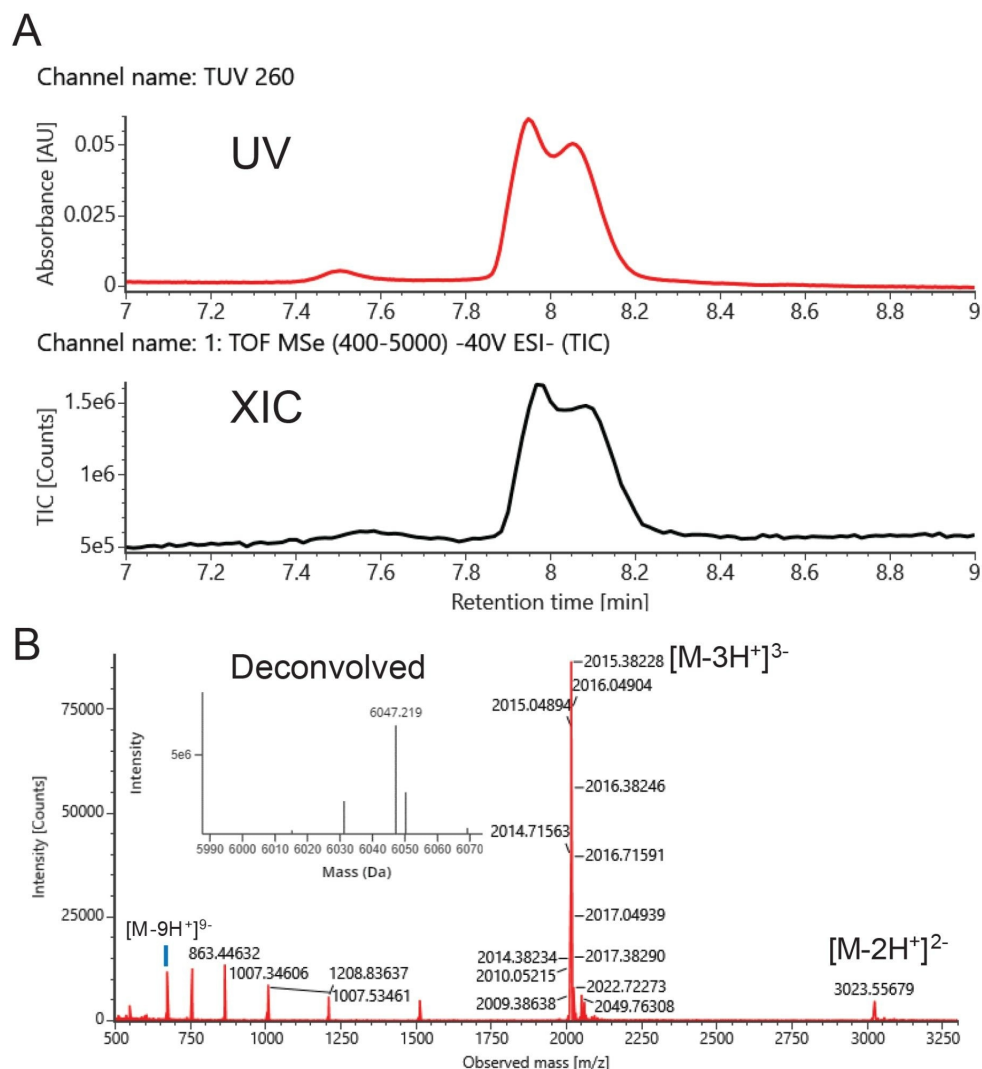 A
Channel name: TUV 260
UV
Absorbance [AU]
0.05
0.025
0
7 7.2 7.4 7.6 7.8 8 8.2 8.4 8.6 8.8 9
Channel name: 1: TOF MSe (400-5000) -40V ESI- (TIC)
XIC
TIC [Counts]
1.5e6
1e6
5e5
7 7.2 7.4 7.6 7.8 8 8.2 8.4 8.6 8.8 9
Retention time [min]
B
Deconvolved
Intensity
6047.219
5e6
5990 6000 6010 6020 6030 6040 6050 6060 6070
Mass (Da)
[M-3H+]3-
2015.38228
2016.04904
2015.04894
2016.38246
2014.71563
2016.71591
2017.04939
2014.38234
2017.38290
2010.05215
2022.72273
2009.38638
2049.76308
[M-9H+]9-
863.44632
1007.34606
1208.83637
1007.53461
[M-2H+]2-
3023.55679
Intensity [Counts]
75000
50000
25000
0
500 750 1000 1250 1500 1750 2000 2250 2500 2750 3000 3250
Observed mass [m/z]